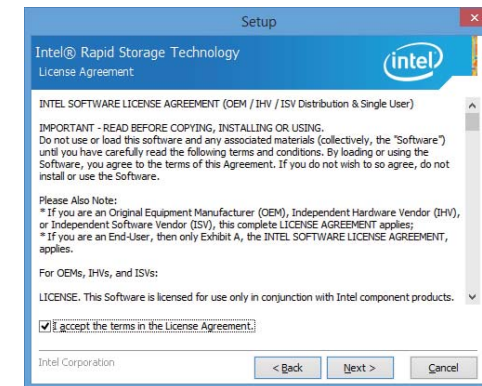 Setup
Intel® Rapid Storage Technology
License Agreement
intel
INTEL SOFTWARE LICENSE AGREEMENT (OEM / IHV / ISV Distribution & Single User)
IMPORTANT - READ BEFORE COPYING, INSTALLING OR USING.
Do not use or load this software and any associated materials (collectively, the "Software")
until you have carefully read the following terms and conditions. By loading or using the
Software, you agree to the terms of this Agreement. If you do not wish to so agree, do not
install or use the Software.
Please Also Note:
* If you are an Original Equipment Manufacturer (OEM), Independent Hardware Vendor (IHV),
or Independent Software Vendor (ISV), this complete LICENSE AGREEMENT applies;
* If you are an End-User, then only Exhibit A, the INTEL SOFTWARE LICENSE AGREEMENT,
applies.
For OEMs, IHVs, and ISVs:
LICENSE. This Software is licensed for use only in conjunction with Intel component products.
I accept the terms in the License Agreement.
Intel Corporation
< Back
Next >
Cancel